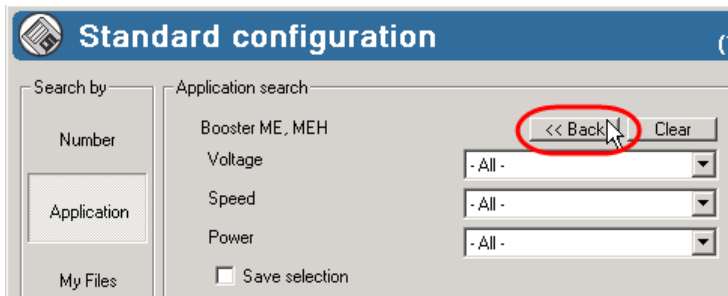 Standard configuration
(
Search by
Number
Application
My Files
Application search
Booster ME, MEH
<< Back
Clear
Voltage
- All -
Speed
- All -
Power
- All -
Save selection